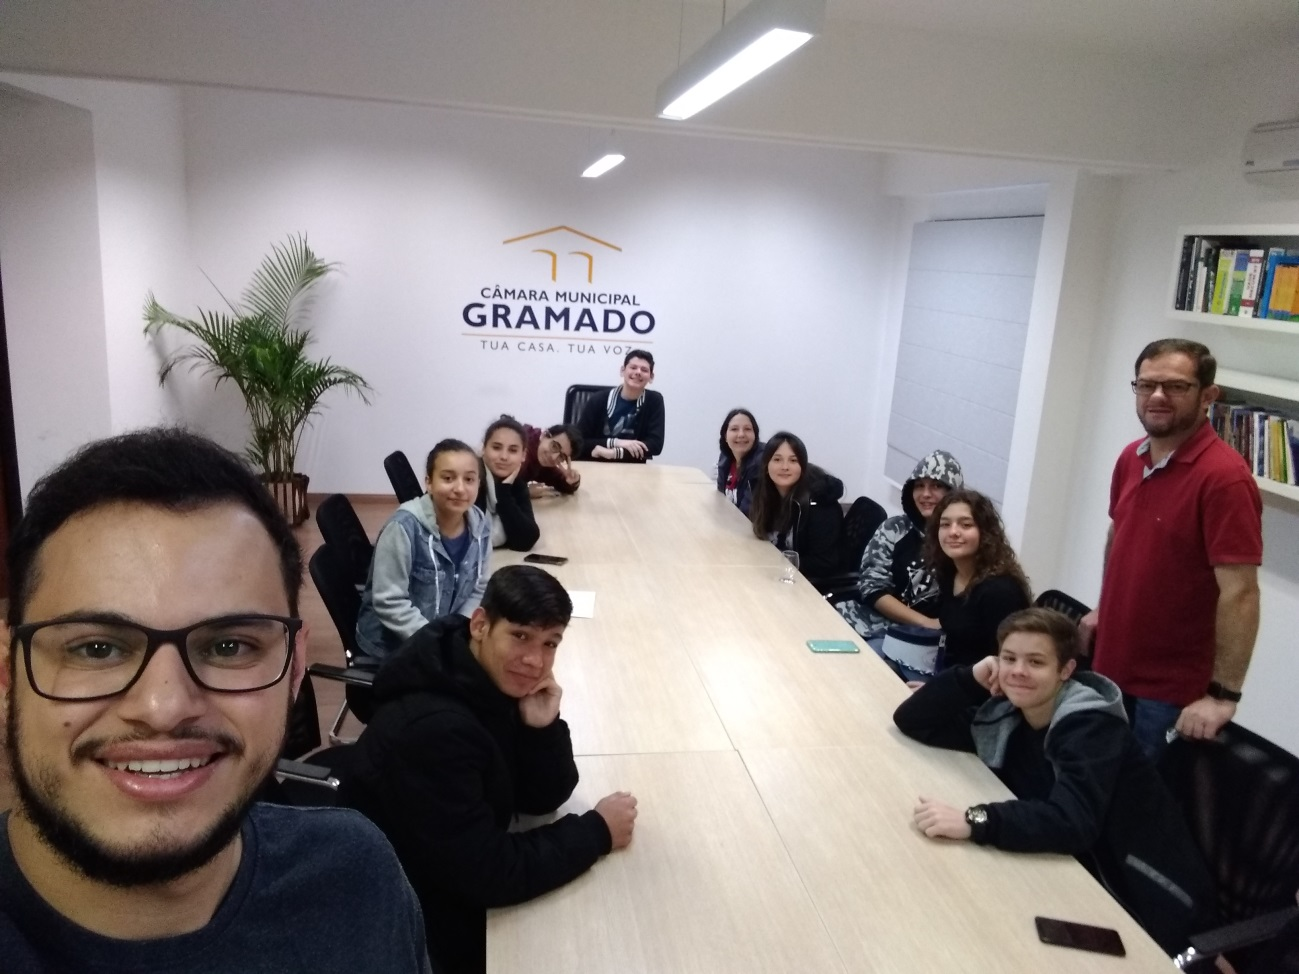 CÂMARA MUNICIPAL
GRAMADO
TUA CASA. TUA VOZ.